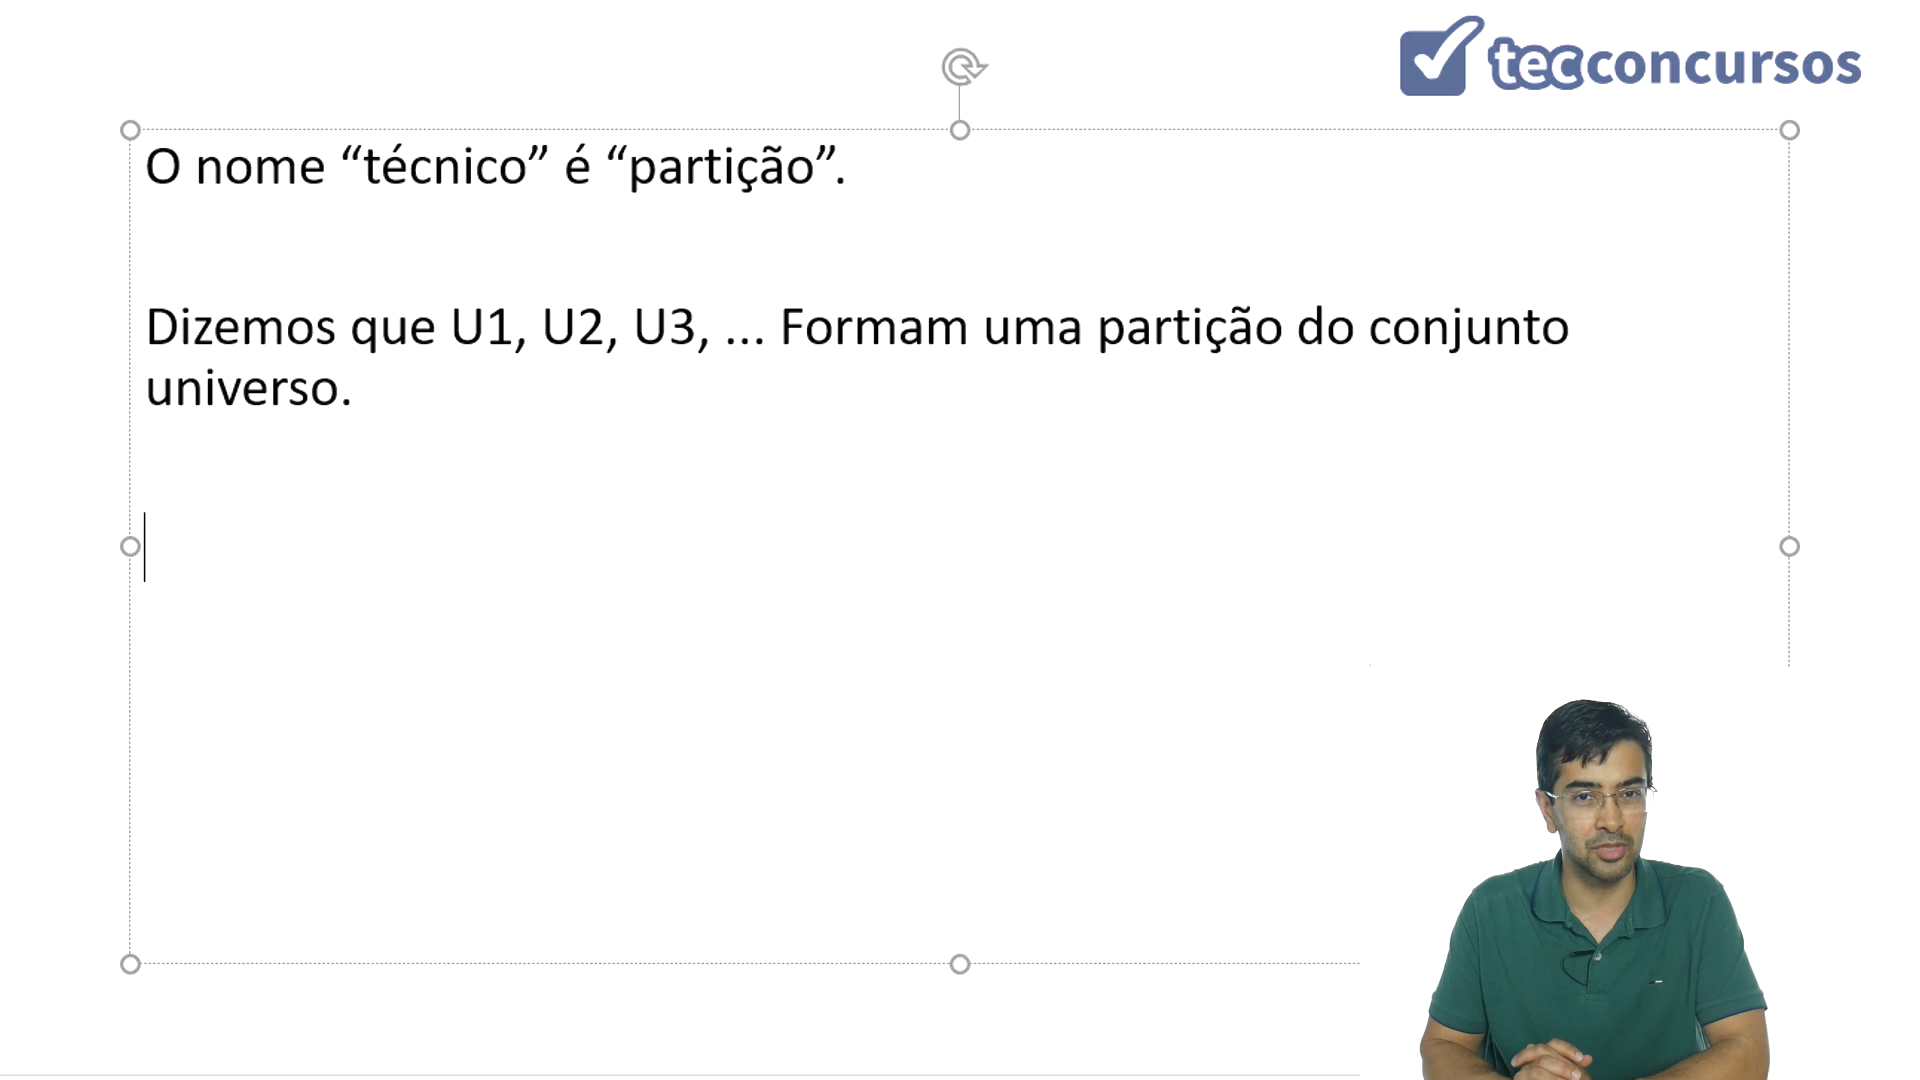 tecconcursos
O nome “técnico” é “partição”.
Dizemos que U1, U2, U3, ... Formam uma partição do conjunto
universo.